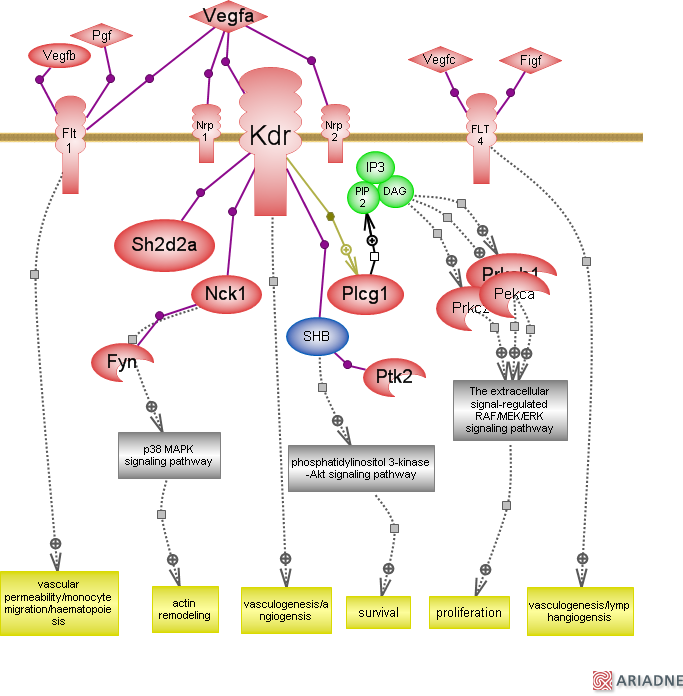 Vegfa
Pgf
Vegfb
Vegfc
Figf
Flt
1
Nrp
1
Kdr
Nrp
2
FLT
4
IP3
PIP
2
DAG
Sh2d2a
Nck1
Plcg1
Pekca
SHB
Fyn
Ptk2
The extracellular
signal-regulated
RAF/MEK/ERK
signaling pathway
p38 MAPK
signaling pathway
phosphatidylinositol 3-kinase
-Akt signaling pathway
vascular
permeability/monocyte
migration/haematopoie
sis
actin
remodeling
vasculogenesis/a
ngiogensis
survival
proliferation
vasculogenesis/lymp
hangiogensis
ARIADNE